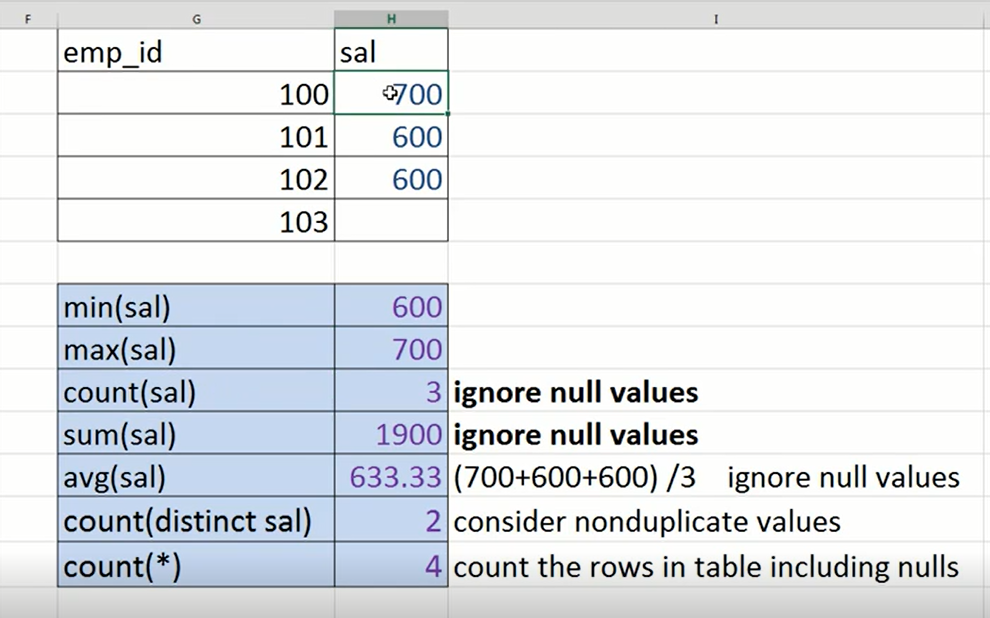 F G H I
emp_id sal
100 700
101 600
102 600
103
min(sal) 600
max(sal) 700
count(sal) 3 ignore null values
sum(sal) 1900 ignore null values
avg(sal) 633.33 (700+600+600) /3 ignore null values
count(distinct sal) 2 consider nonduplicate values
count(*) 4 count the rows in table including nulls